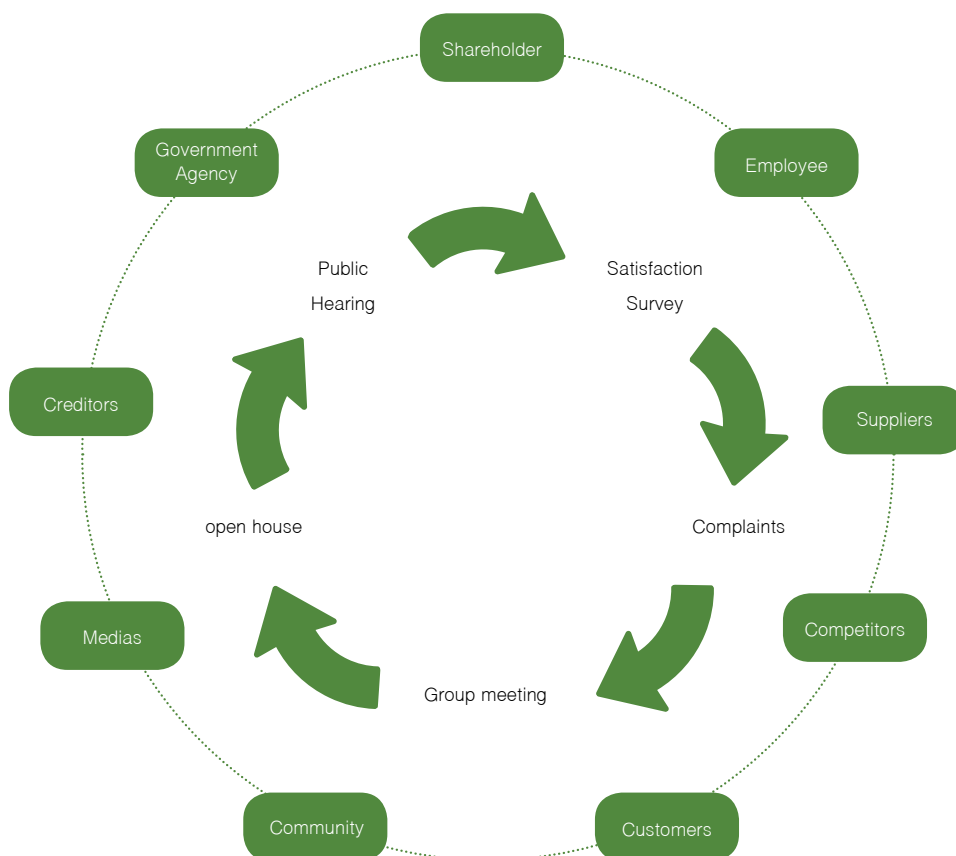 Shareholder
Government
Agency
Employee
Public
Hearing
Satisfaction
Survey
Creditors
Suppliers
open house
Complaints
Medias
Competitors
Group meeting
Community
Customers